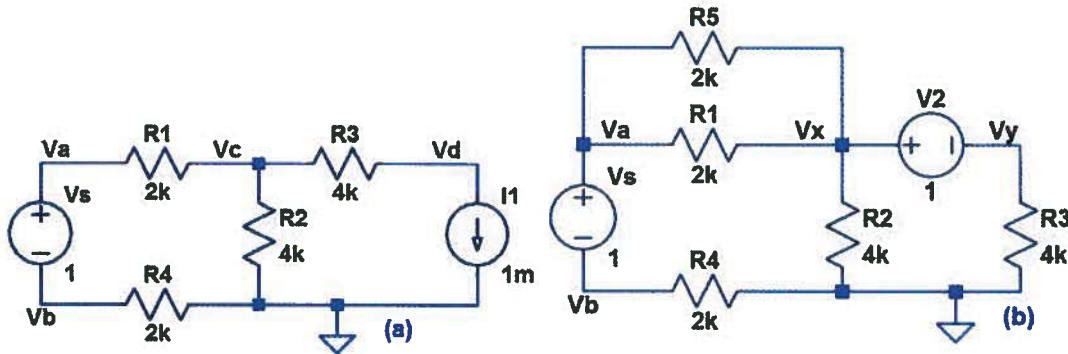 R5
2k
V2
R1
R3
Va
R1
Vx
Vy
Va
Vc
Vd
+
−
2k
Vs
2k
4k
Vs
1
+
+
I1
R2
R2
R3
−
−
4k
4k
4k
1
R4
1m
1
R4
Vb
2k
(a)
Vb
2k
(b)